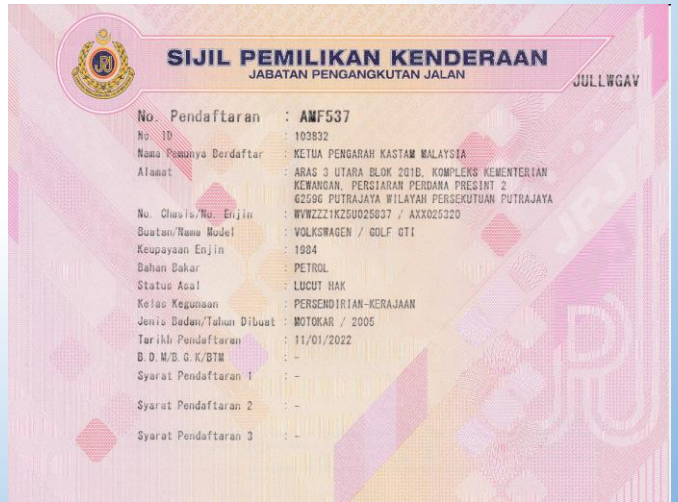 SIJIL PEMILIKAN KENDERAAN
JABATAN PENGANGKUTAN JALAN
JULLWGAV
No. Pendaftaran : AMF537
No. ID : 103832
Nama Pemunya Berdaftar : KETUA PENGARAH KASTAM MALAYSIA
Alamat : ARAS 3 UTARA BLOK 201B, KOMPLEKS KEMENTERIAN
KEWANGAN, PERSIARAN PERDANA PRESINT 2
62596 PUTRAJAYA WILAYAH PERSEKUTUAN PUTRAJAYA
No. Chasis/No. Enjin : WVWZZZ1KZ5U025837 / AXX025320
Buatan/Nama Model : VOLKSWAGEN / GOLF GTI
Keupayaan Enjin : 1984
Bahan Bakar : PETROL
Status Asal : LUCUT HAK
Kelas Kegunaan : PERSENDIRIAN-KERAJAAN
Jenis Badan/Tahun Dibuat : MOTOKAR / 2005
Tarikh Pendaftaran : 11/01/2022
B.D.M/B.G.K/BTM : -
Syarat Pendaftaran 1 : -
Syarat Pendaftaran 2 : -
Syarat Pendaftaran 3 : -